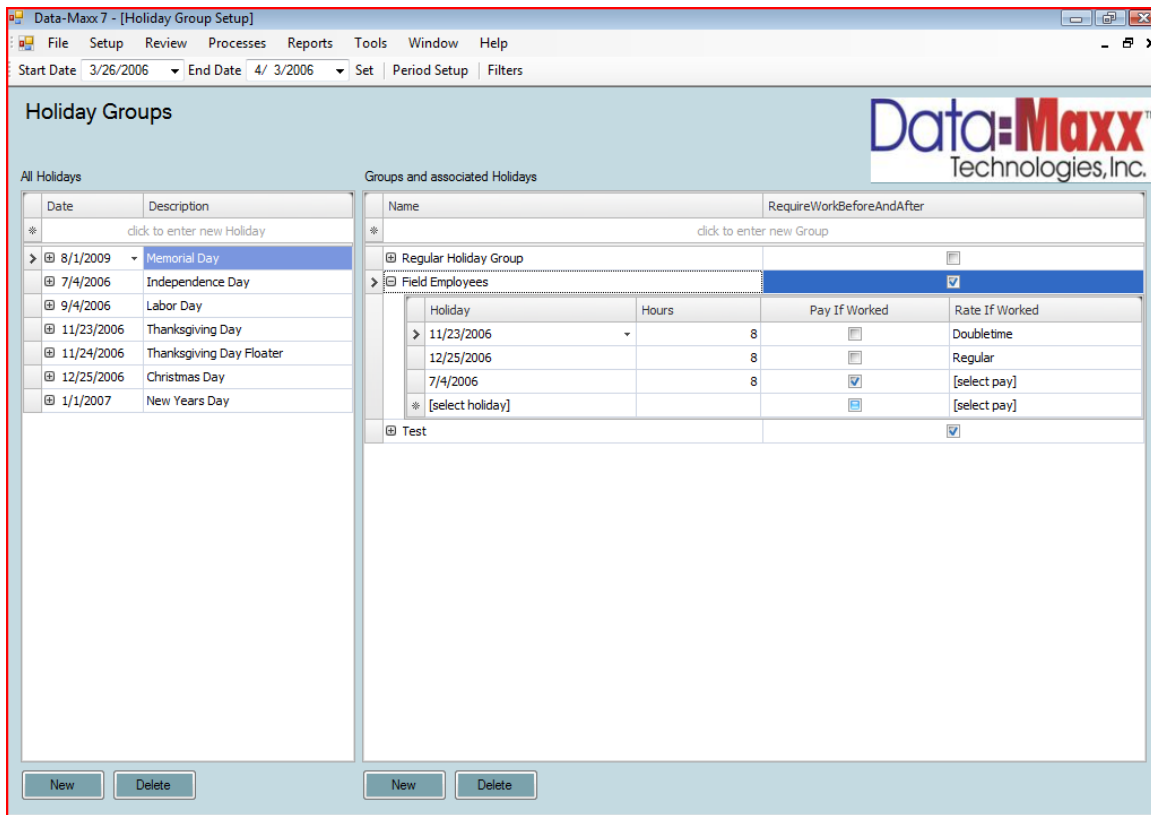 Data-Maxx 7 - [Holiday Group Setup]
File Setup Review Processes Reports Tools Window Help
Start Date 3/26/2006 End Date 4/ 3/2006 Set Period Setup Filters
Holiday Groups
Data=Maxx™
Technologies, Inc.
All Holidays
Date Description
click to enter new Holiday
8/1/2009 Memorial Day
7/4/2006 Independence Day
9/4/2006 Labor Day
11/23/2006 Thanksgiving Day
11/24/2006 Thanksgiving Day Floater
12/25/2006 Christmas Day
1/1/2007 New Years Day
New Delete
Groups and associated Holidays
Name RequireWorkBeforeAndAfter
click to enter new Group
Regular Holiday Group
Field Employees
Holiday Hours Pay If Worked Rate If Worked
11/23/2006 8 Doubletime
12/25/2006 8 Regular
7/4/2006 8 [select pay]
[select holiday] [select pay]
Test
New Delete